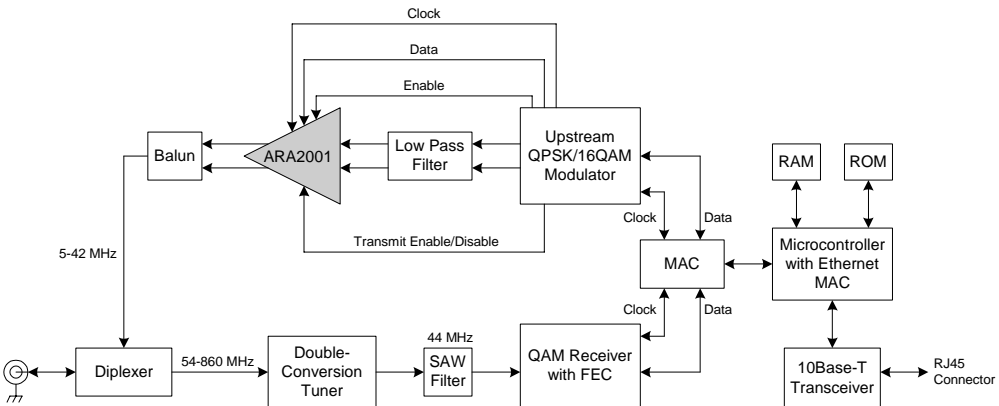 Clock
Data
Enable
Balun
ARA2001
Low Pass
Filter
Upstream
QPSK/16QAM
Modulator
RAM
ROM
Transmit Enable/Disable
Clock
Data
5-42 MHz
MAC
Microcontroller
with Ethernet
MAC
Clock
Data
Diplexer
54-860 MHz
Double-
Conversion
Tuner
44 MHz
SAW
Filter
QAM Receiver
with FEC
10Base-T
Transceiver
RJ45
Connector